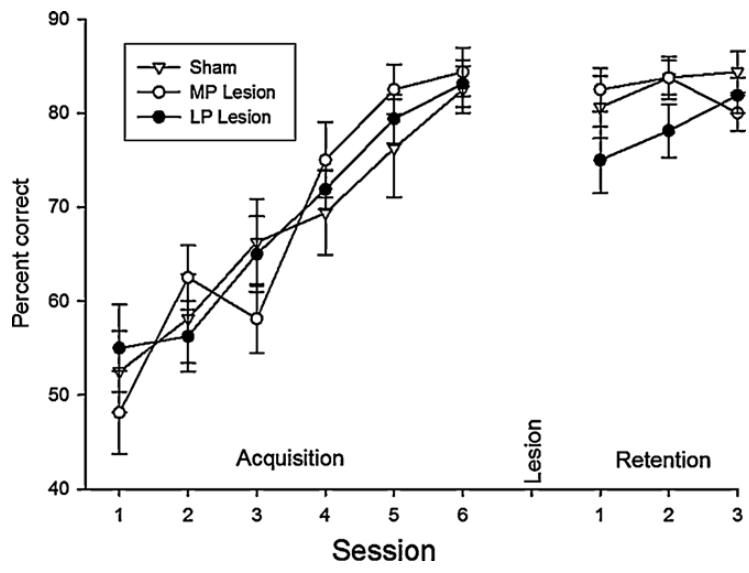 90
80
70
60
50
40
Percent correct
Sham
MP Lesion
LP Lesion
Acquisition
Lesion
Retention
1 2 3 4 5 6 1 2 3
Session